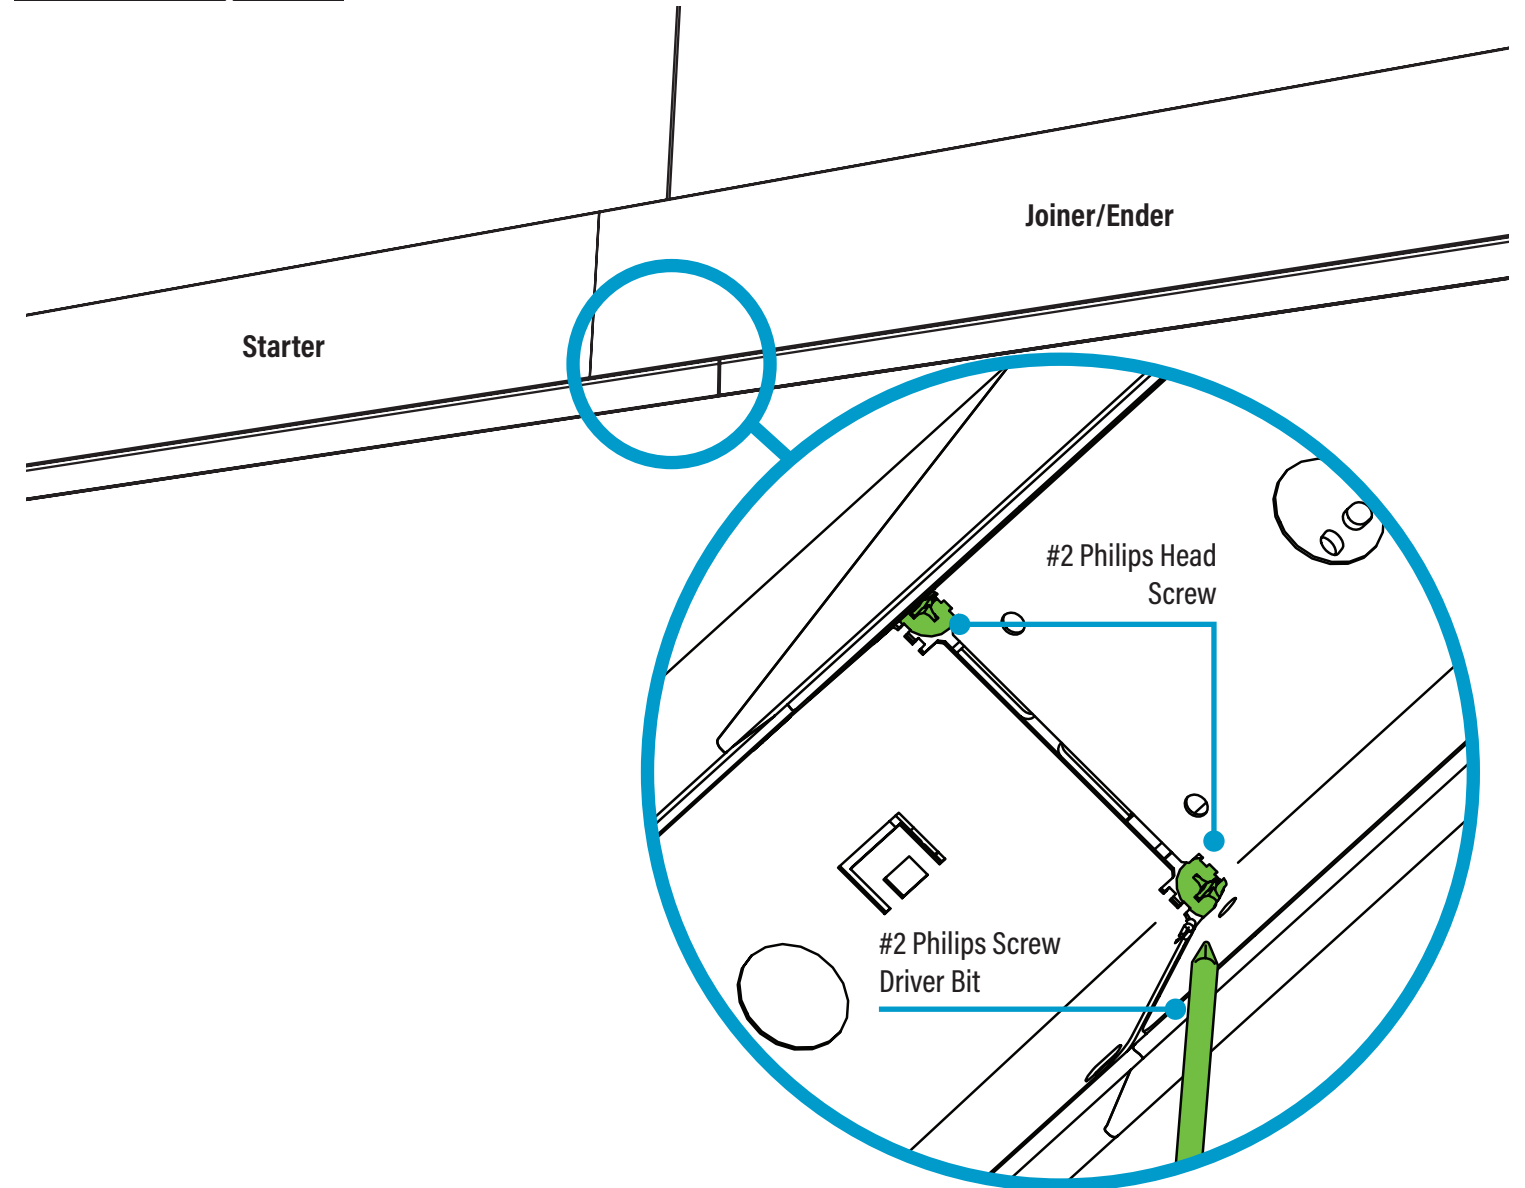 Joiner/Ender
Starter
#2 Philips Head
Screw
#2 Philips Screw
Driver Bit